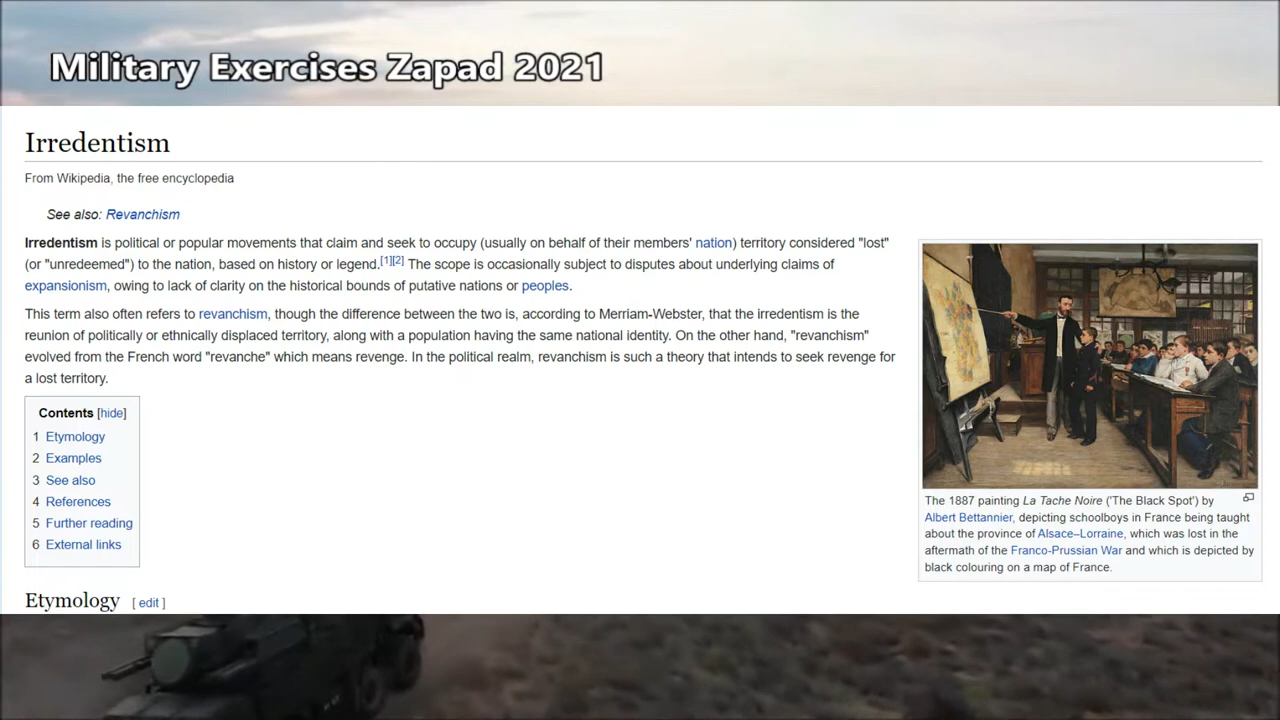 Military Exercises Zapad 2021
Irredentism
From Wikipedia, the free encyclopedia
See also: Revanchism
Irredentism is political or popular movements that claim and seek to occupy (usually on behalf of their members' nation) territory considered "lost"
(or "unredeemed") to the nation, based on history or legend.[1][2] The scope is occasionally subject to disputes about underlying claims of
expansionism, owing to lack of clarity on the historical bounds of putative nations or peoples.
This term also often refers to revanchism, though the difference between the two is, according to Merriam-Webster, that the irredentism is the
reunion of politically or ethnically displaced territory, along with a population having the same national identity. On the other hand, "revanchism"
evolved from the French word "revanche" which means revenge. In the political realm, revanchism is such a theory that intends to seek revenge for
a lost territory.
Contents [hide]
1 Etymology
2 Examples
3 See also
4 References
5 Further reading
6 External links
The 1887 painting La Tache Noire ('The Black Spot') by
Albert Bettannier, depicting schoolboys in France being taught
about the province of Alsace–Lorraine, which was lost in the
aftermath of the Franco-Prussian War and which is depicted by
black colouring on a map of France.
Etymology [ edit ]